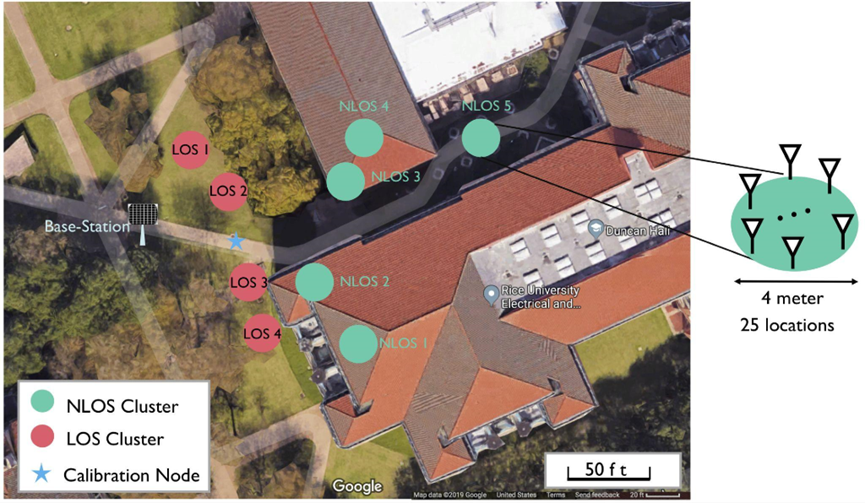 NLOS 4
NLOS 5
LOS 1
NLOS 3
LOS 2
Base-Station
Duncan Hall
LOS 3
NLOS 2
Rice University
Electrical and...
4 meter
25 locations
LOS 4
NLOS 1
NLOS Cluster
LOS Cluster
Calibration Node
50 ft
Google
Map data ©2019 Google United States Terms Send feedback 20 ft